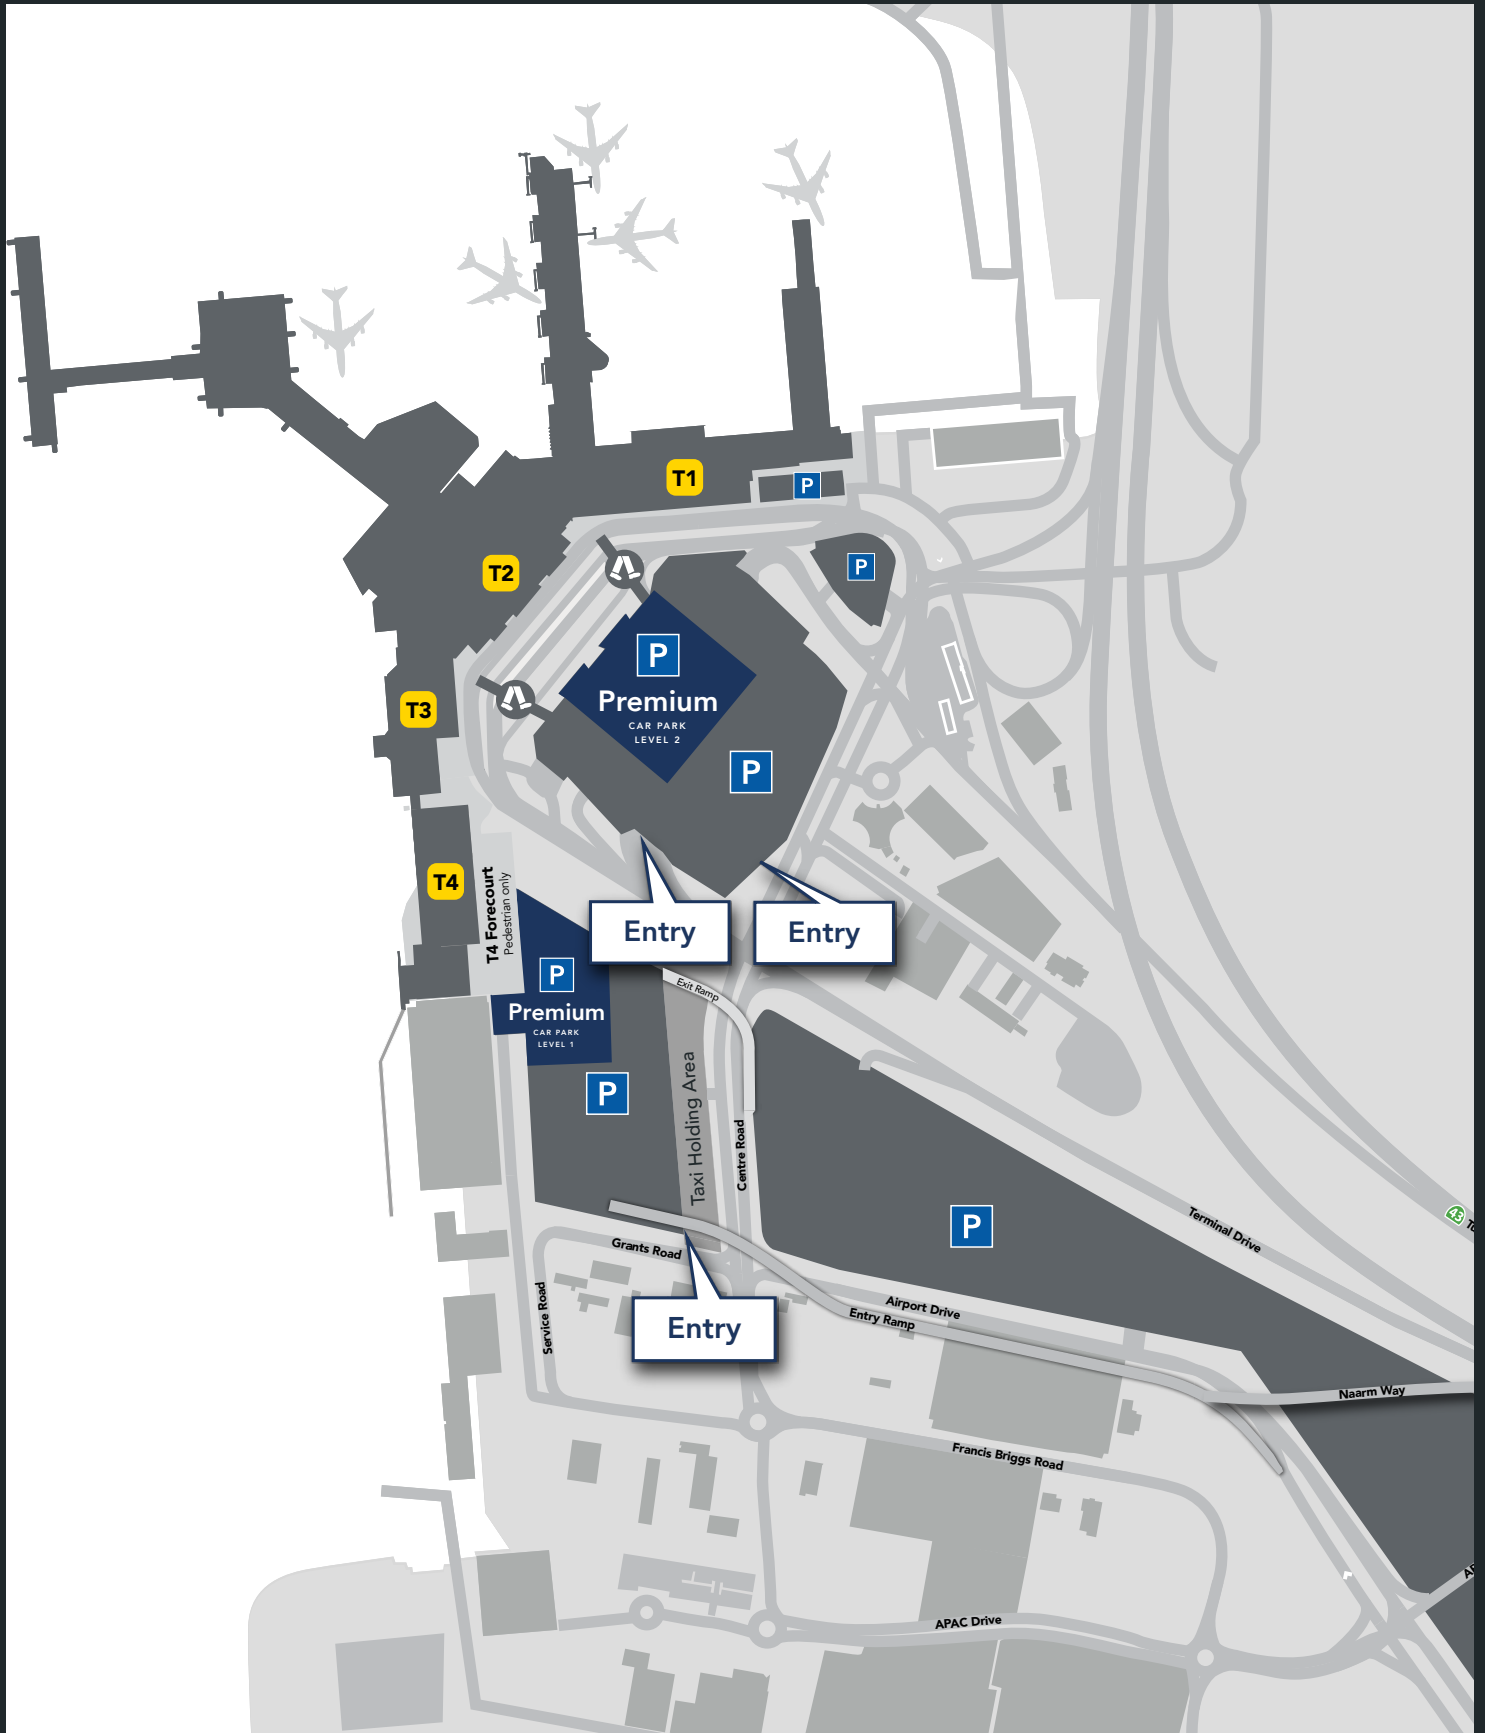 T1
P
P
T2
P
Premium
CAR PARK
LEVEL 2
T3
P
T4
T4 Forecourt
Pedestrian only
Entry
Entry
P
Premium
CAR PARK
LEVEL 1
Exit Ramp
P
Taxi Holding Area
Centre Road
P
Terminal Drive
43
Grants Road
Service Road
Airport Drive
Entry Ramp
Entry
Naarm Way
Francis Briggs Road
APAC Drive